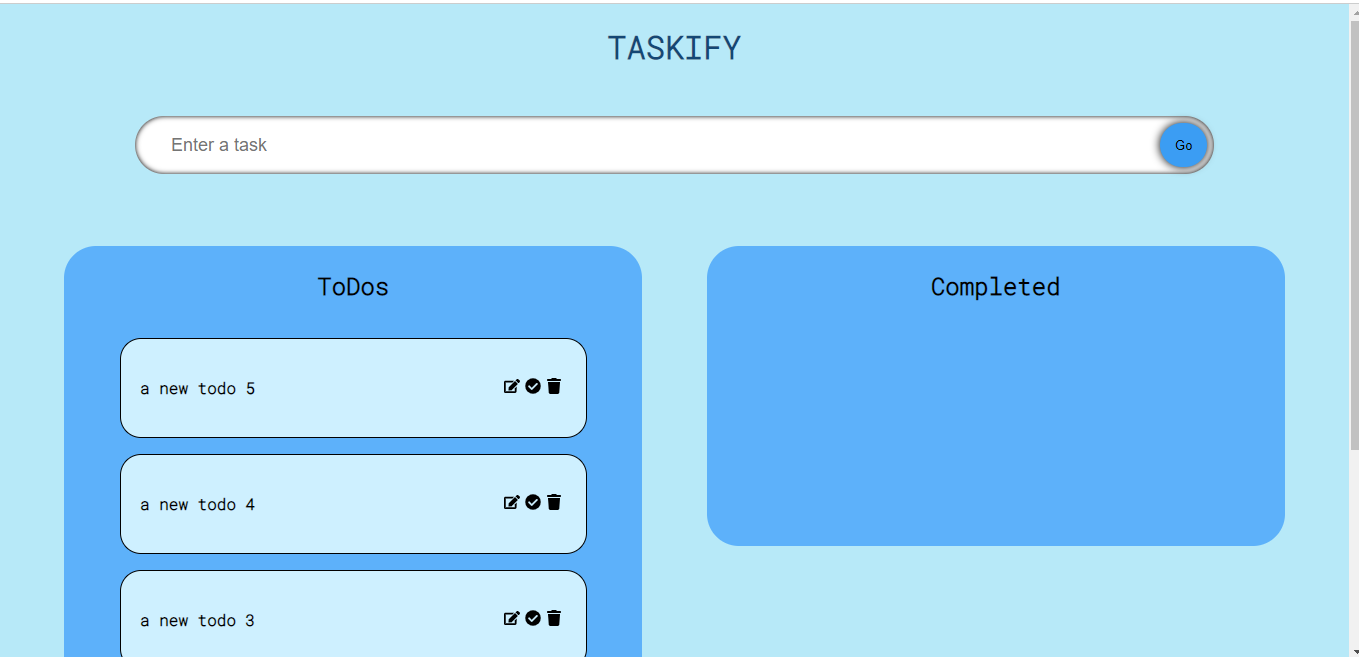 TASKIFY
Enter a task
Go
ToDos
a new todo 5
a new todo 4
a new todo 3
Completed